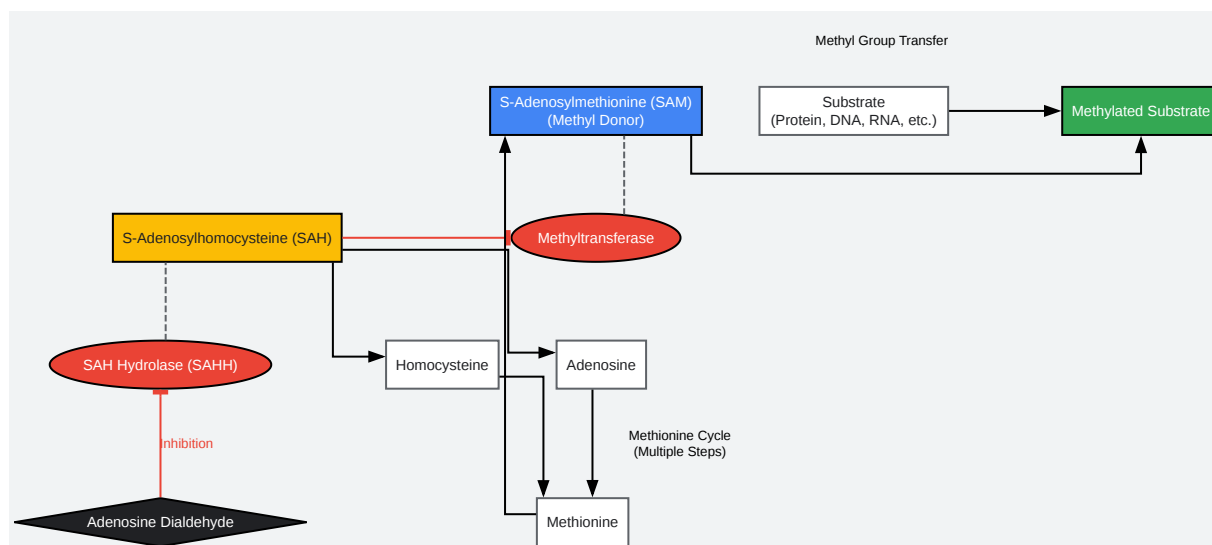 Methyl Group Transfer
S-Adenosylmethionine (SAM)
(Methyl Donor)
Substrate
(Protein, DNA, RNA, etc.)
Methylated Substrate
S-Adenosylhomocysteine (SAH)
Methyltransferase
SAH Hydrolase (SAHH)
Homocysteine
Adenosine
Inhibition
Methionine Cycle
(Multiple Steps)
Adenosine Dialdehyde
Methionine